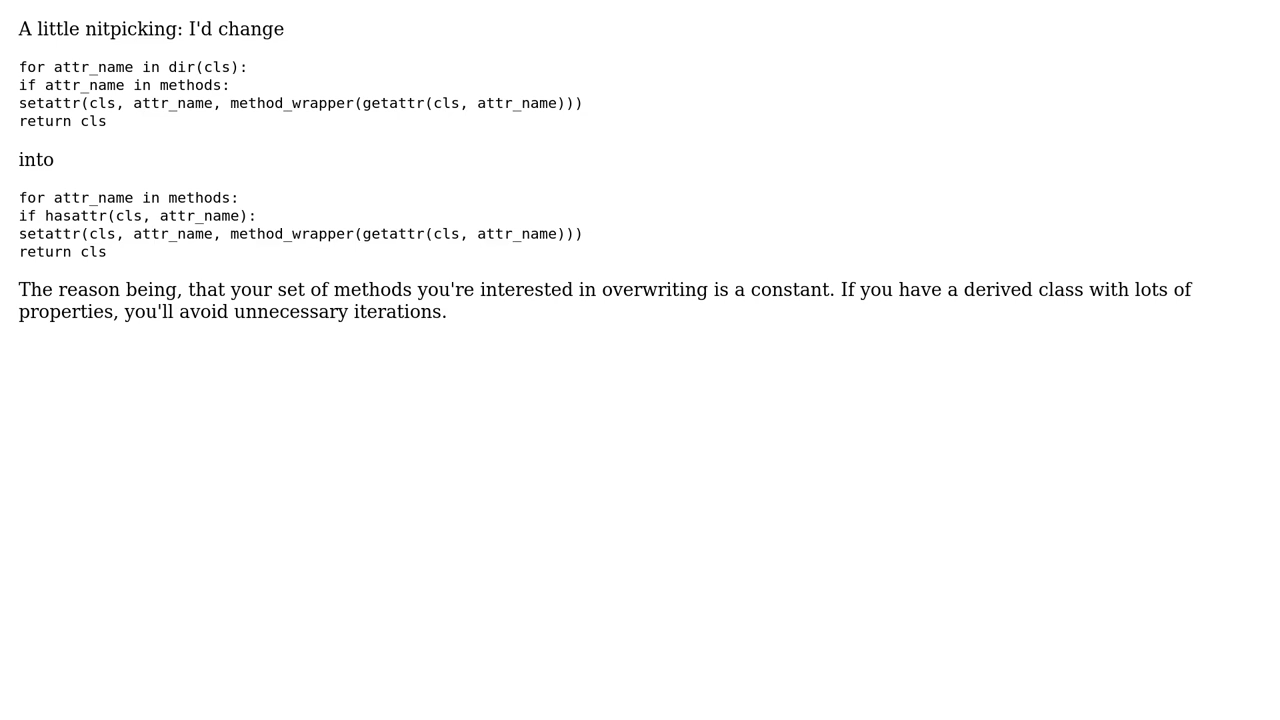 A little nitpicking: I'd change
for attr_name in dir(cls):
if attr_name in methods:
setattr(cls, attr_name, method_wrapper(getattr(cls, attr_name)))
return cls
into
for attr_name in methods:
if hasattr(cls, attr_name):
setattr(cls, attr_name, method_wrapper(getattr(cls, attr_name)))
return cls
The reason being, that your set of methods you're interested in overwriting is a constant. If you have a derived class with lots of
properties, you'll avoid unnecessary iterations.